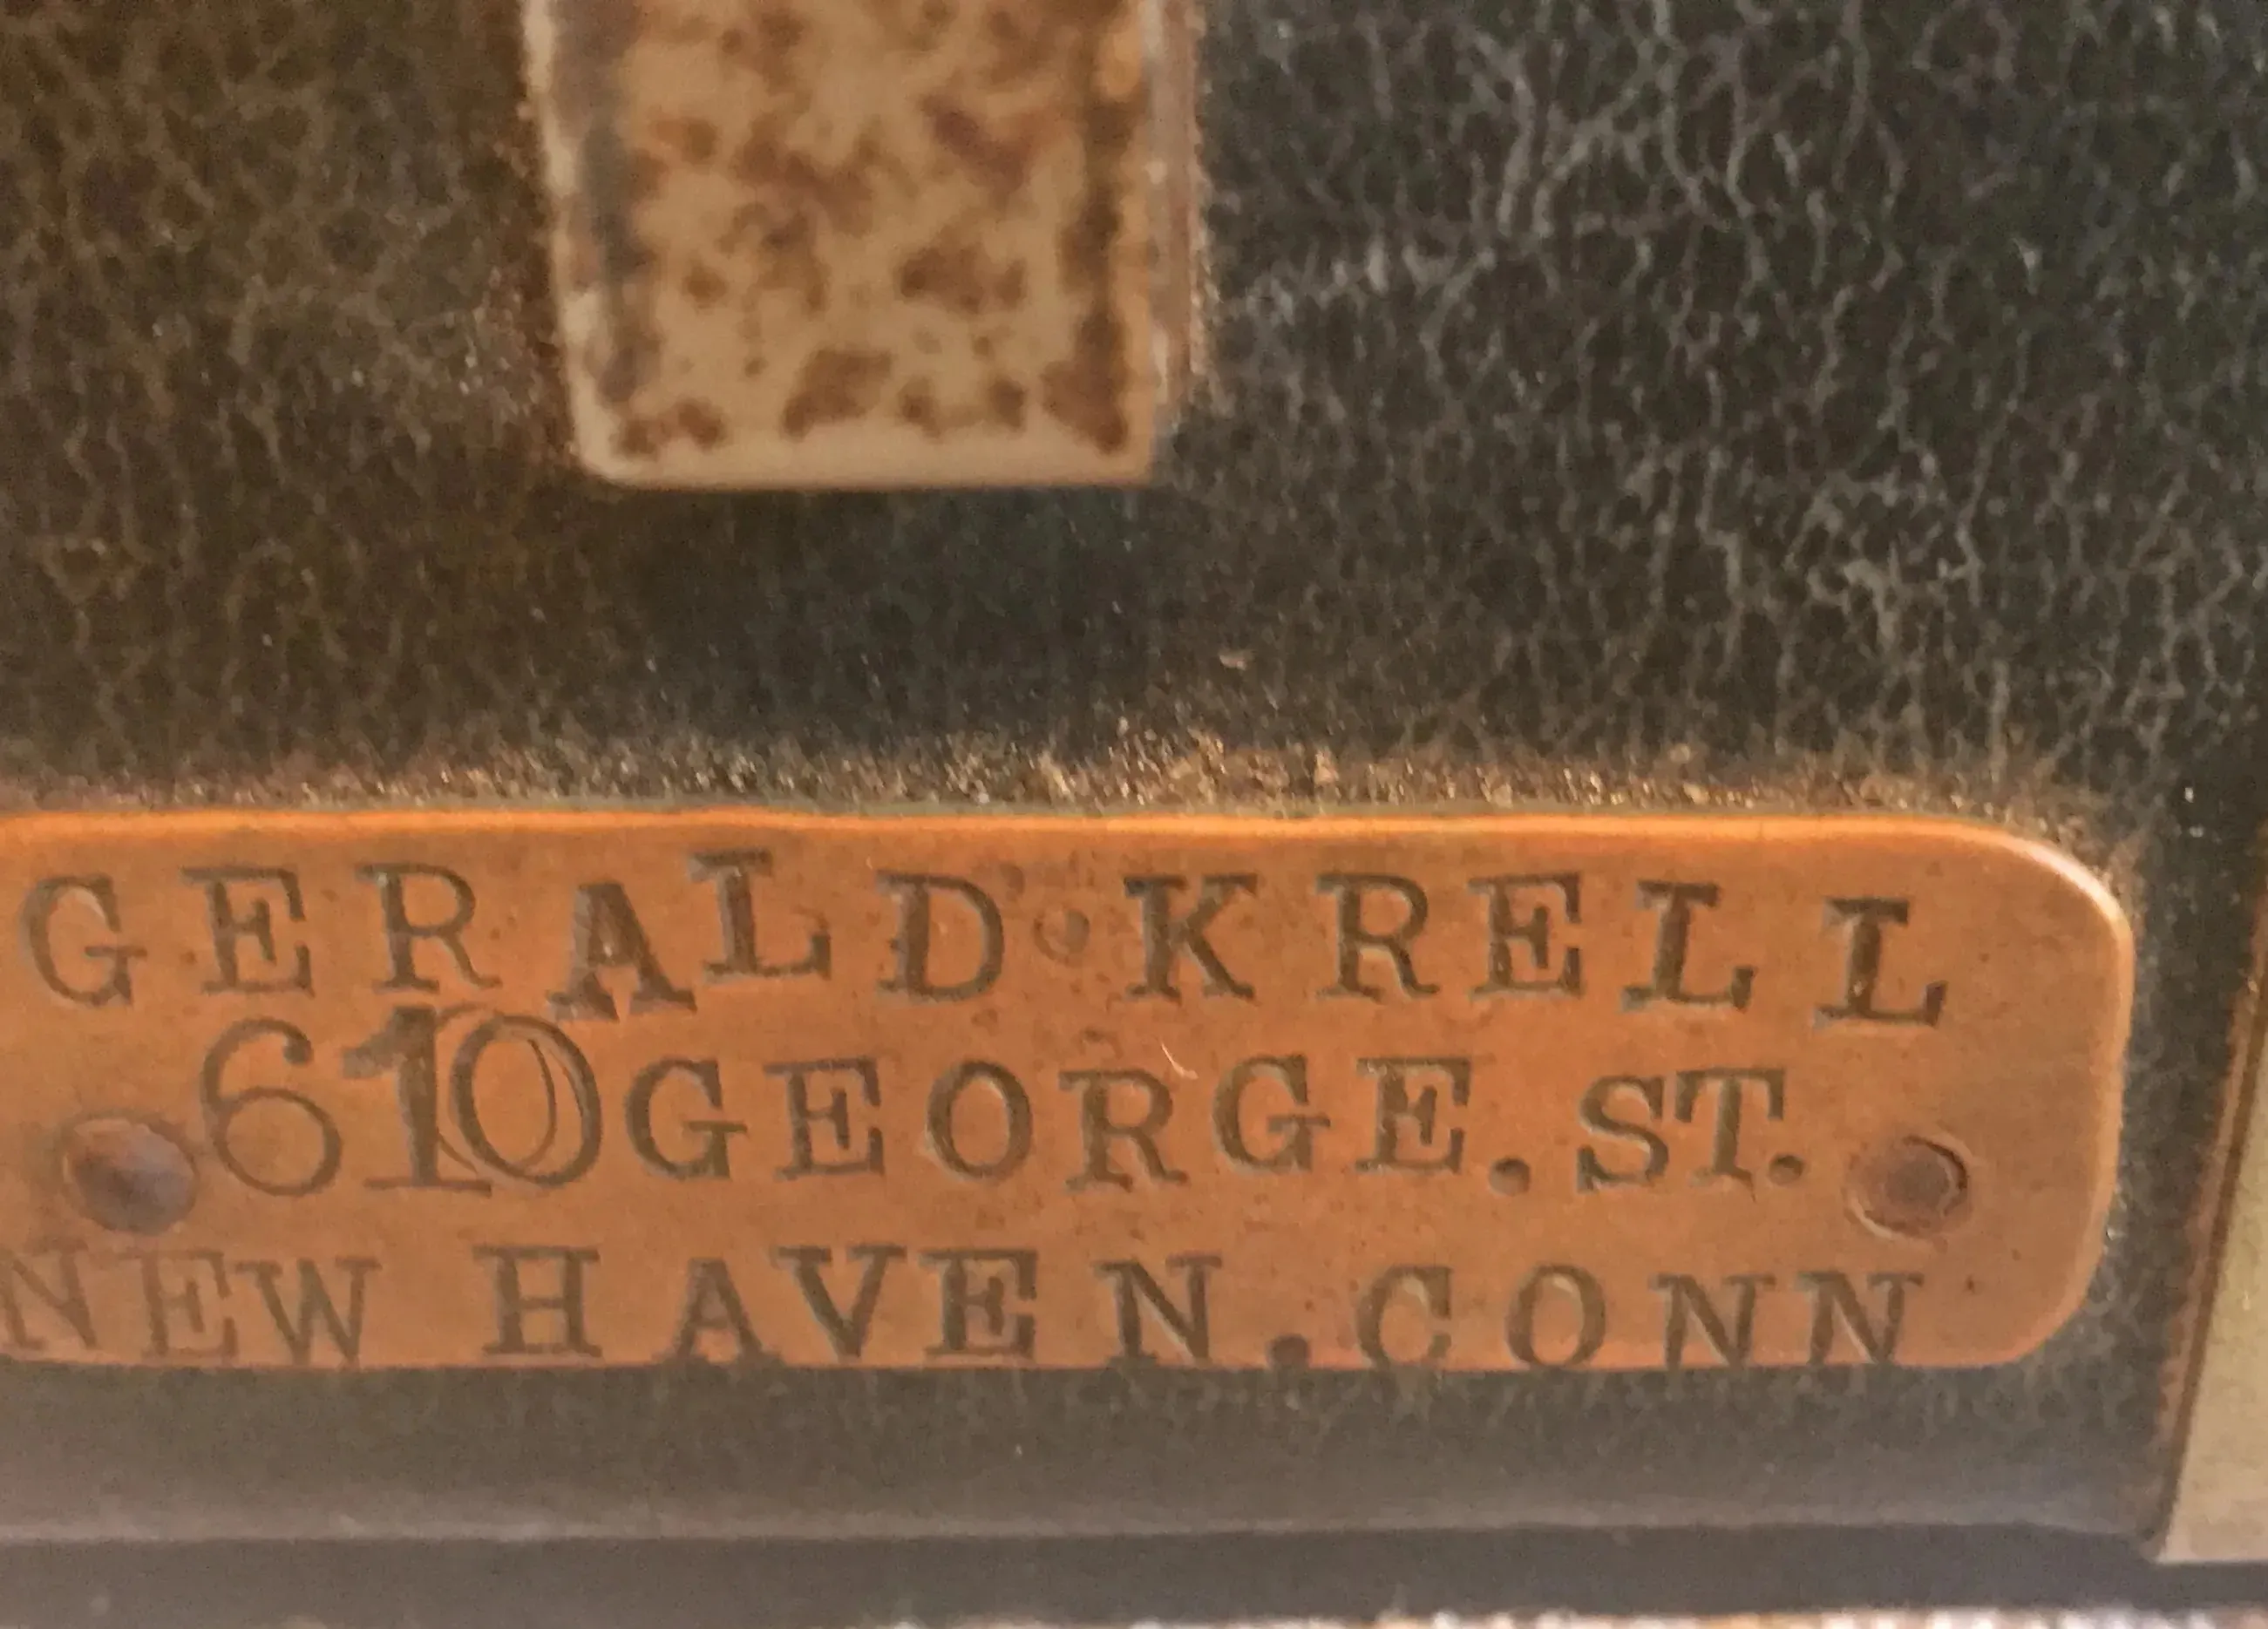 GERALD·KRELL
610 GEORGE.ST.
NEW HAVEN.CONN